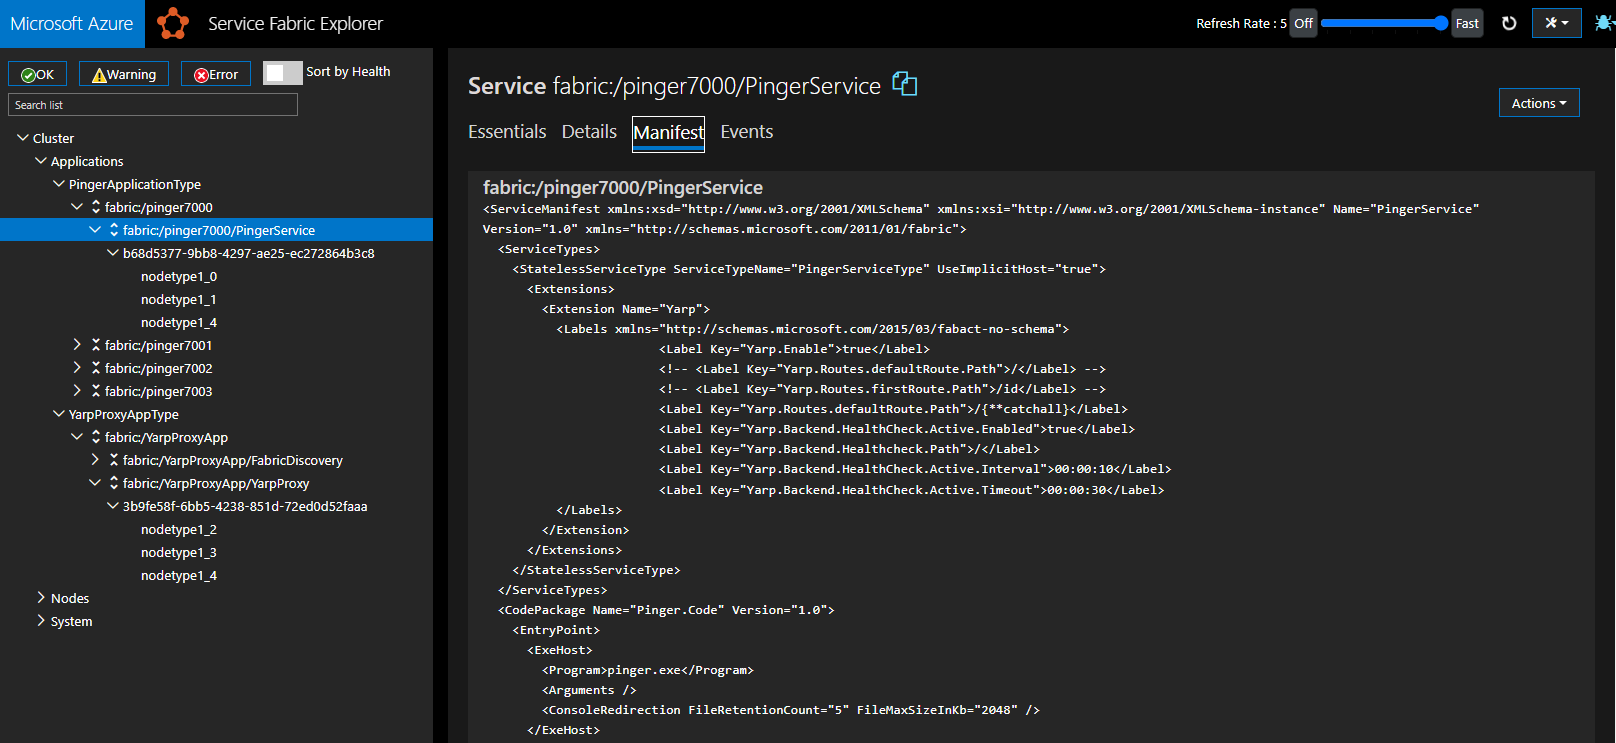 Microsoft Azure
Service Fabric Explorer
Refresh Rate : 5 Off Fast
OK Warning Error Sort by Health
Search list
Cluster
Applications
PingerApplicationType
fabric:/pinger7000
fabric:/pinger7000/PingerService
b68d5377-9bb8-4297-ae25-ec272864b3c8
nodetype1_0
nodetype1_1
nodetype1_4
fabric:/pinger7001
fabric:/pinger7002
fabric:/pinger7003
YarpProxyAppType
fabric:/YarpProxyApp
fabric:/YarpProxyApp/FabricDiscovery
fabric:/YarpProxyApp/YarpProxy
3b9fe58f-6bb5-4238-851d-72ed0d52faaa
nodetype1_2
nodetype1_3
nodetype1_4
Nodes
System
Service fabric:/pinger7000/PingerService
Actions
Essentials Details Manifest Events
fabric:/pinger7000/PingerService
<ServiceManifest xmlns:xsd="http://www.w3.org/2001/XMLSchema" xmlns:xsi="http://www.w3.org/2001/XMLSchema-instance" Name="PingerService"
Version="1.0" xmlns="http://schemas.microsoft.com/2011/01/fabric">
<ServiceTypes>
<StatelessServiceType ServiceTypeName="PingerServiceType" UseImplicitHost="true">
<Extensions>
<Extension Name="Yarp">
<Labels xmlns="http://schemas.microsoft.com/2015/03/fabact-no-schema">
<Label Key="Yarp.Enable">true</Label>
<!-- <Label Key="Yarp.Routes.defaultRoute.Path">/</Label> -->
<!-- <Label Key="Yarp.Routes.firstRoute.Path">/id</Label> -->
<Label Key="Yarp.Routes.defaultRoute.Path">/{**catchall}</Label>
<Label Key="Yarp.Backend.HealthCheck.Active.Enabled">true</Label>
<Label Key="Yarp.Backend.Healthcheck.Path">/</Label>
<Label Key="Yarp.Backend.HealthCheck.Active.Interval">00:00:10</Label>
<Label Key="Yarp.Backend.HealthCheck.Active.Timeout">00:00:30</Label>
</Labels>
</Extension>
</Extensions>
</StatelessServiceType>
</ServiceTypes>
<CodePackage Name="Pinger.Code" Version="1.0">
<EntryPoint>
<ExeHost>
<Program>pinger.exe</Program>
<Arguments />
<ConsoleRedirection FileRetentionCount="5" FileMaxSizeInKb="2048" />
</ExeHost>